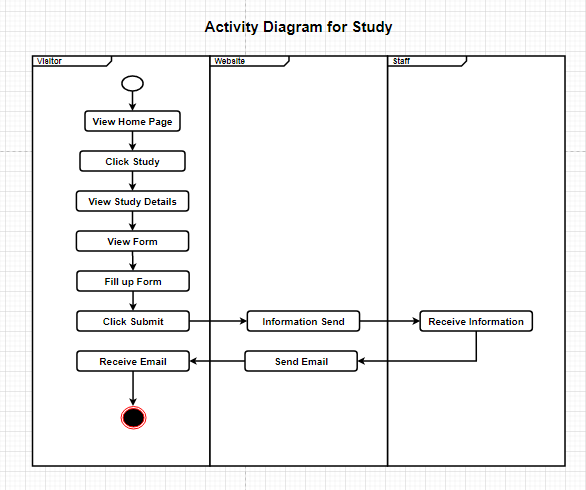 Activity Diagram for Study
Visitor
Website
Staff
View Home Page
Click Study
View Study Details
View Form
Fill up Form
Click Submit
Information Send
Receive Information
Receive Email
Send Email